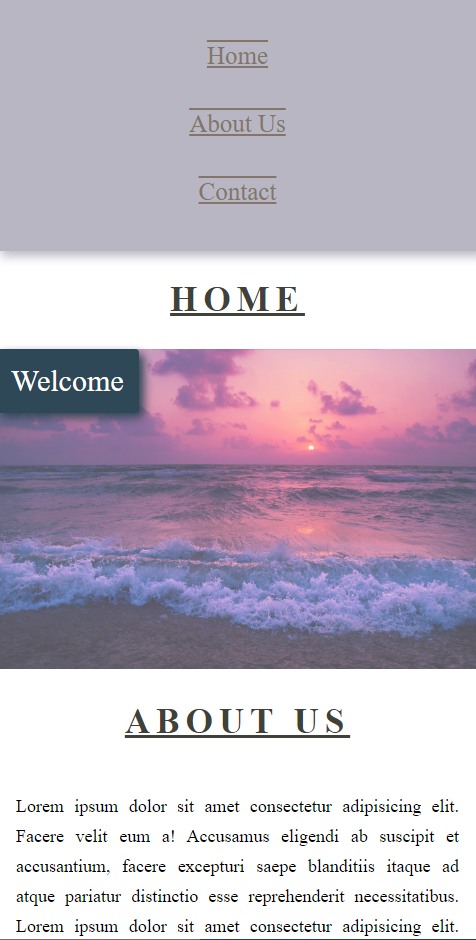 Home
About Us
Contact
HOME
Welcome
ABOUT US
Lorem ipsum dolor sit amet consectetur adipisicing elit.
Facere velit eum a! Accusamus eligendi ab suscipit et
accusantium, facere excepturi saepe blanditiis itaque ad
atque pariatur distinctio esse reprehenderit necessitatibus.
Lorem ipsum dolor sit amet consectetur adipisicing elit.